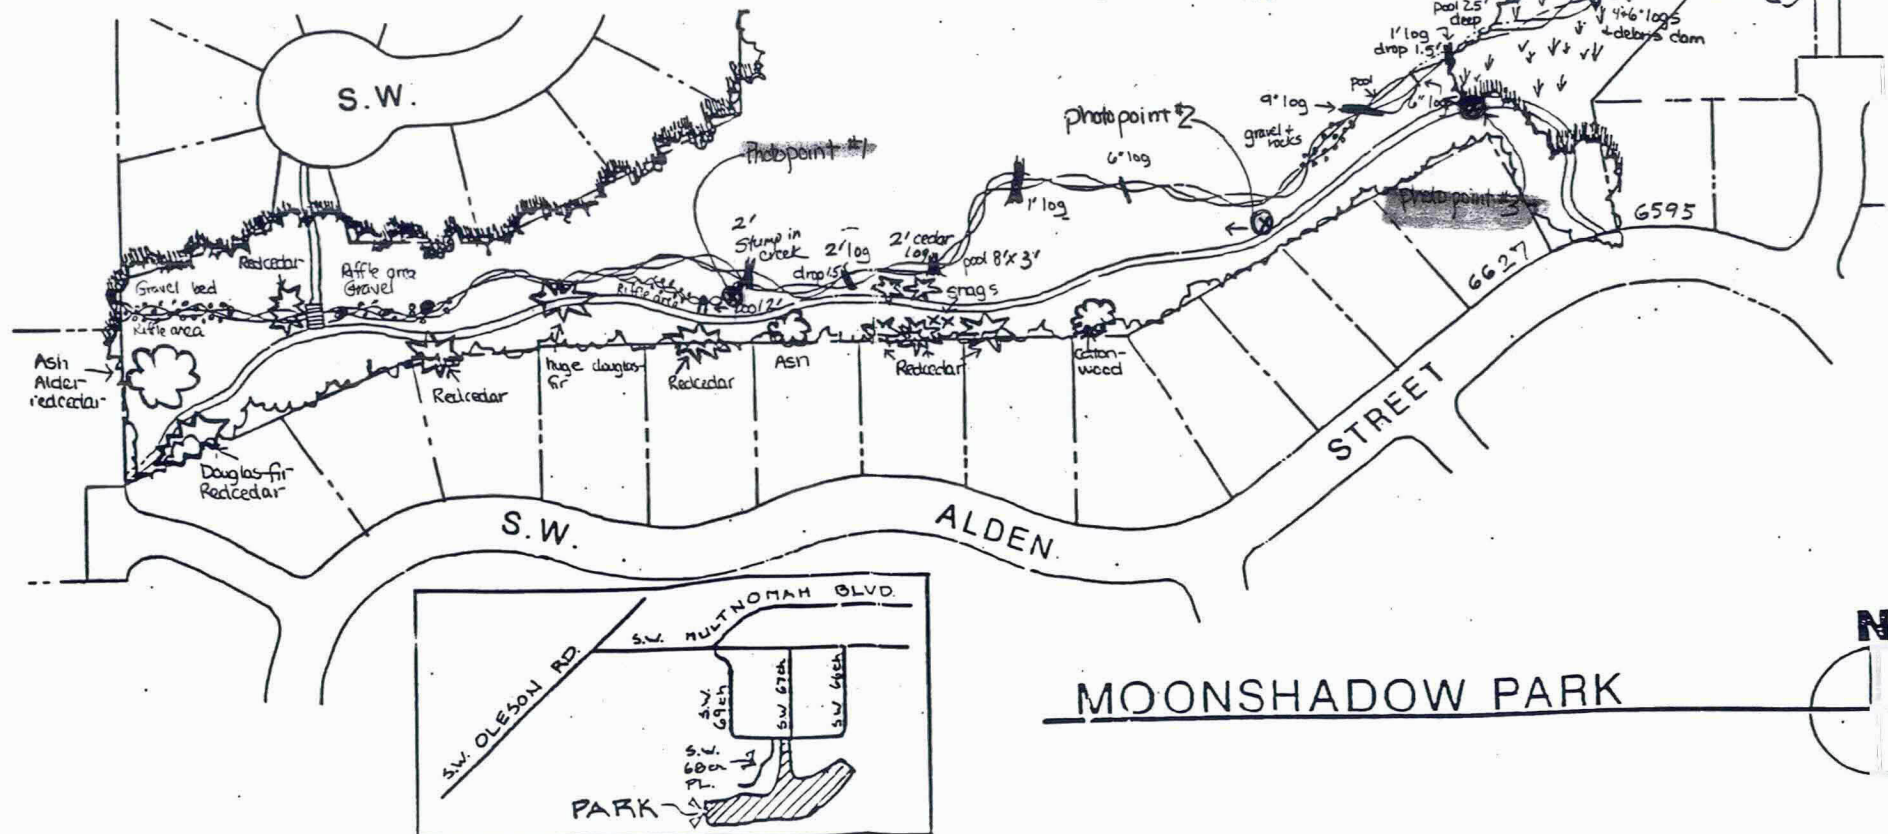 pool 25'
deep
4+6" logs
+debris dam
1' log
drop 1.5'
S.W.
pool
9" log
6" log
Photopoint #2
gravel +
rocks
Photopoint #1
6" log
1' log
Photopoint #3
6595
2'
Stump in
creek
2' log
drop 1.5'
2' cedar
log
pool 8'x3'
Redcedar
Riffle area
Gravel
Gravel bed
Riffle area
Riffle area
pool 2'
snags
6627
Ash
Alder
redcedar
Redcedar
huge douglas-
fir
Redcedar
Ash
Redcedar
Cotton-
wood
Douglas-fir
Redcedar
S.W.
ALDEN
STREET
S.W. MULTNOMAH BLVD.
S.W. OLESON RD.
S.W.
69th
SW 67th
SW 66th
S.W.
68th
PL.
PARK
MOONSHADOW PARK
N